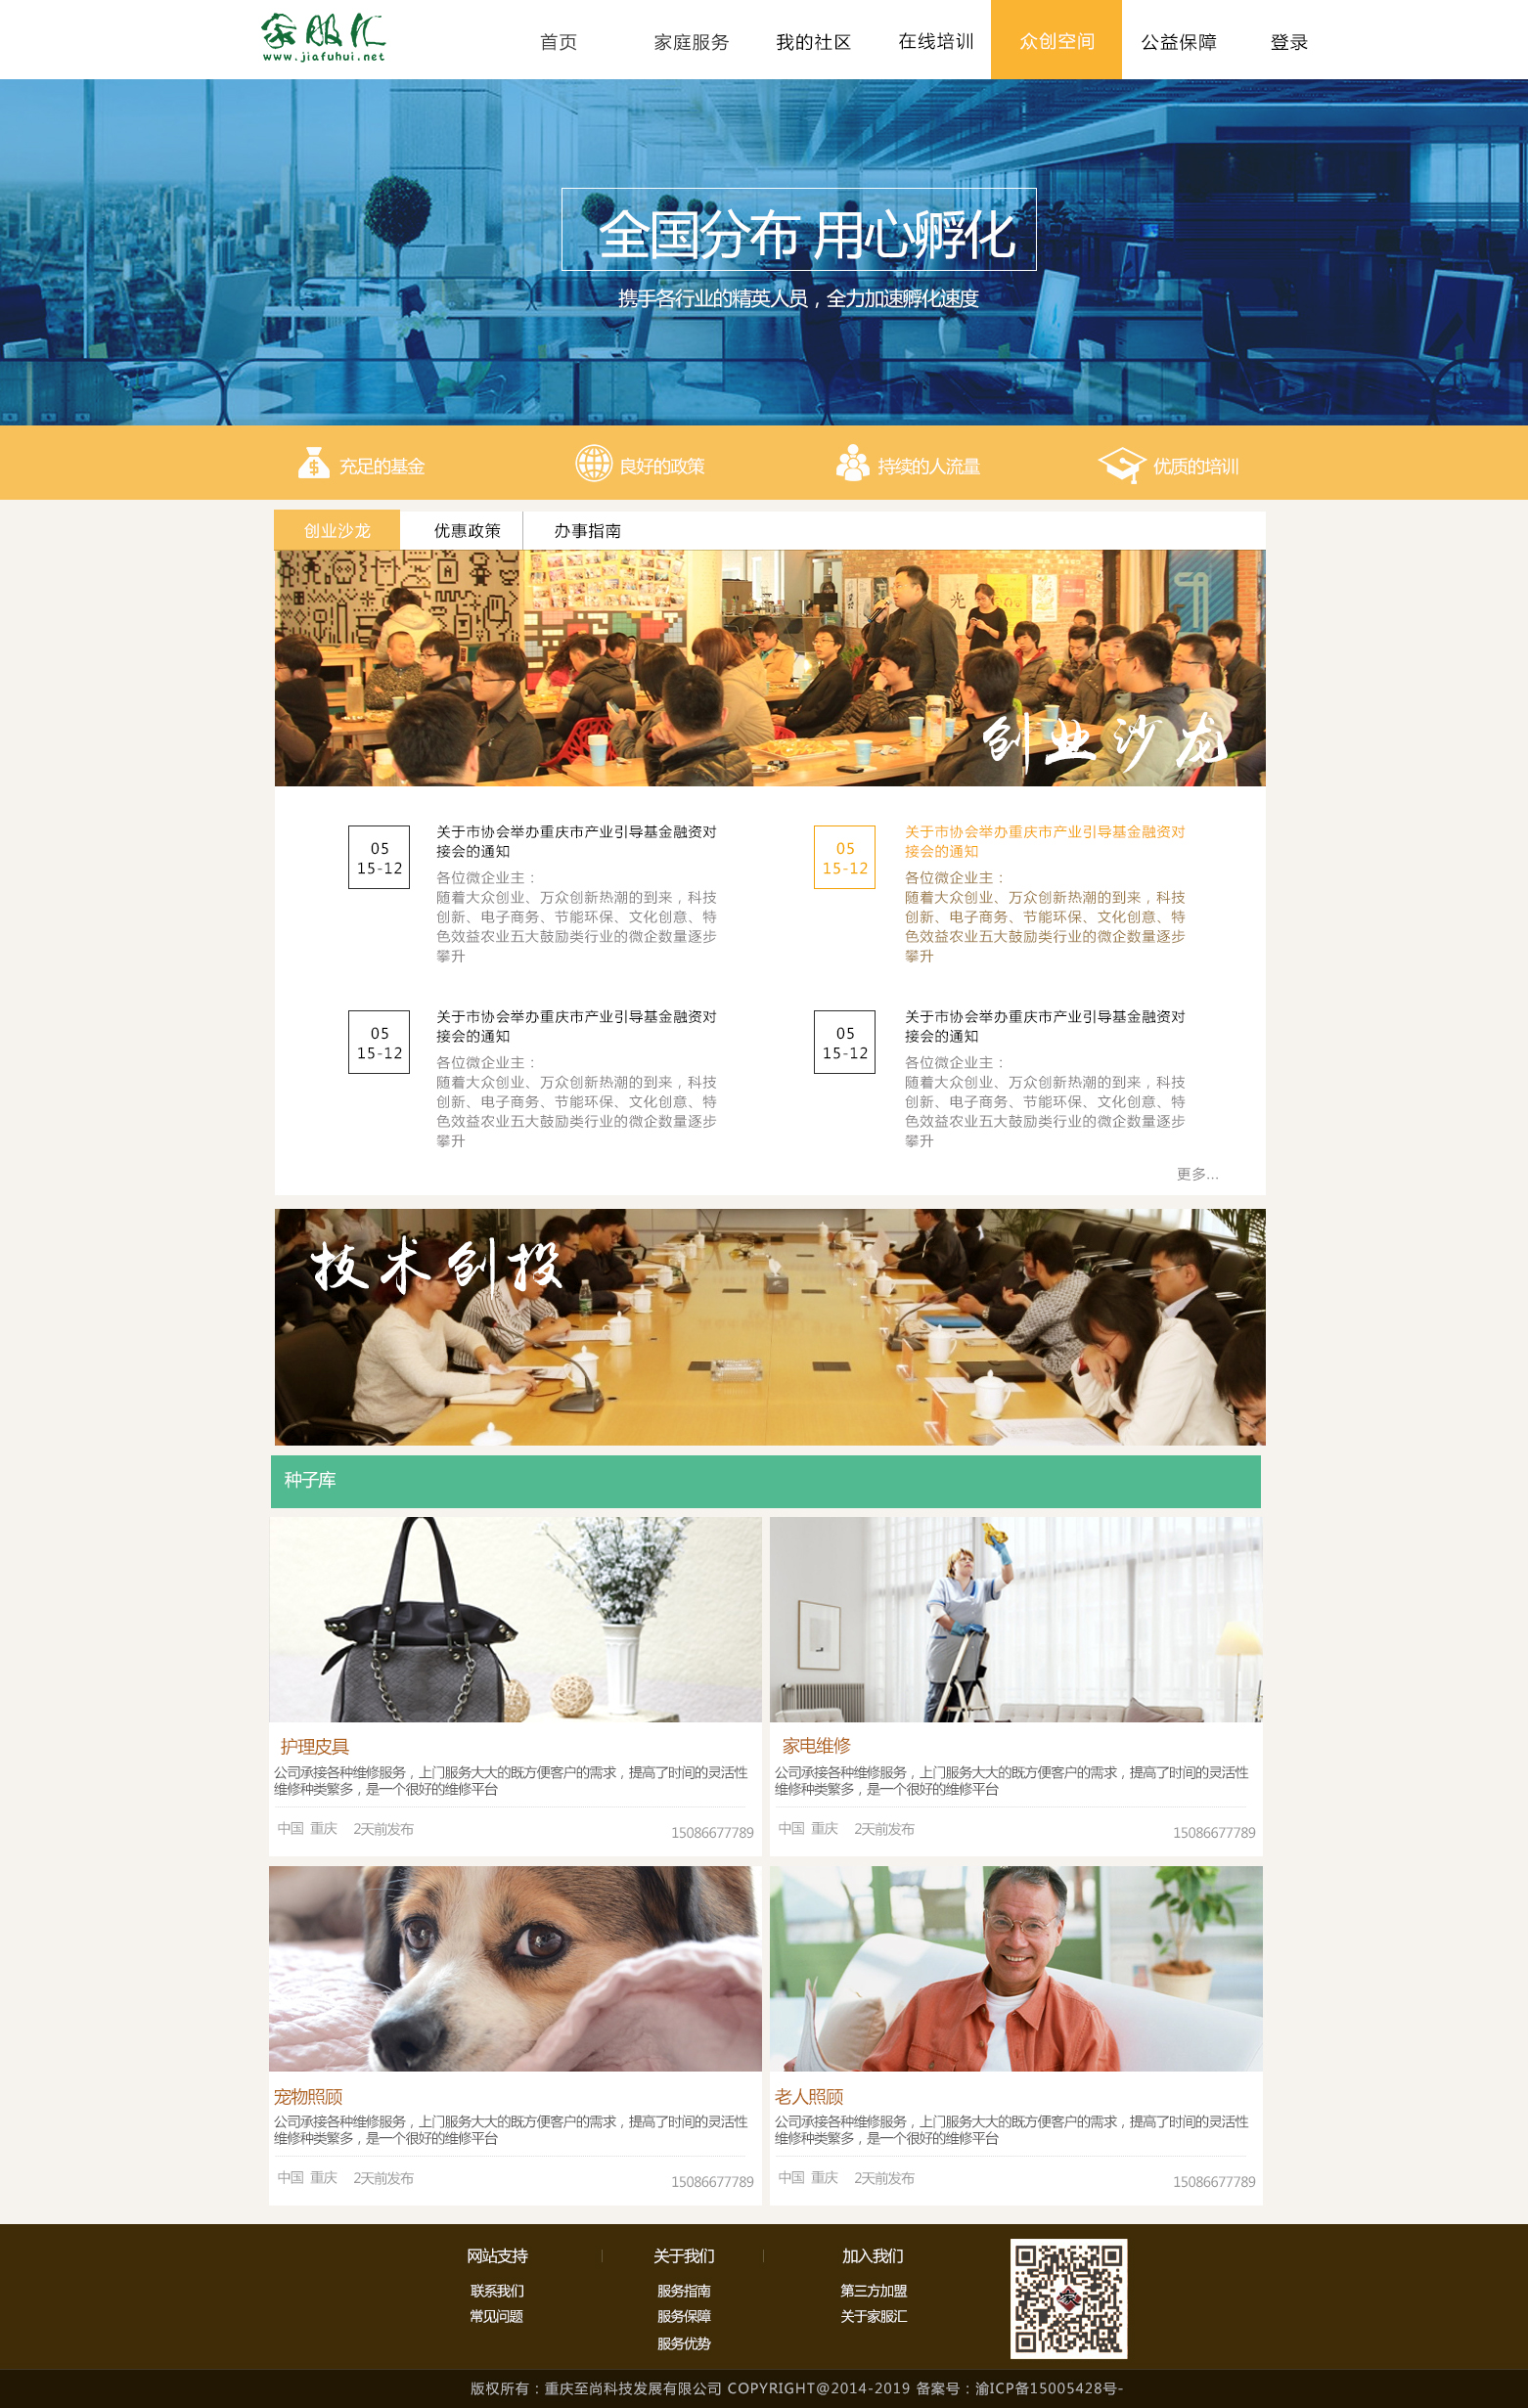 家服汇
www.jiafuhui.net
首页 家庭服务 我的社区 在线培训 众创空间 公益保障 登录
全国分布 用心孵化
携手各行业的精英人员，全力加速孵化速度
充足的基金 良好的政策 持续的人流量 优质的培训
创业沙龙 优惠政策 办事指南
光
创业沙龙
05
15-12
关于市协会举办重庆市产业引导基金融资对
接会的通知
各位微企业主：
随着大众创业、万众创新热潮的到来，科技
创新、电子商务、节能环保、文化创意、特
色效益农业五大鼓励类行业的微企数量逐步
攀升
05
15-12
关于市协会举办重庆市产业引导基金融资对
接会的通知
各位微企业主：
随着大众创业、万众创新热潮的到来，科技
创新、电子商务、节能环保、文化创意、特
色效益农业五大鼓励类行业的微企数量逐步
攀升
05
15-12
关于市协会举办重庆市产业引导基金融资对
接会的通知
各位微企业主：
随着大众创业、万众创新热潮的到来，科技
创新、电子商务、节能环保、文化创意、特
色效益农业五大鼓励类行业的微企数量逐步
攀升
05
15-12
关于市协会举办重庆市产业引导基金融资对
接会的通知
各位微企业主：
随着大众创业、万众创新热潮的到来，科技
创新、电子商务、节能环保、文化创意、特
色效益农业五大鼓励类行业的微企数量逐步
攀升
更多...
技术创投
种子库
护理皮具
公司承接各种维修服务，上门服务大大的既方便客户的需求，提高了时间的灵活性
维修种类繁多，是一个很好的维修平台
中国 重庆 2天前发布 15086677789
家电维修
公司承接各种维修服务，上门服务大大的既方便客户的需求，提高了时间的灵活性
维修种类繁多，是一个很好的维修平台
中国 重庆 2天前发布 15086677789
宠物照顾
公司承接各种维修服务，上门服务大大的既方便客户的需求，提高了时间的灵活性
维修种类繁多，是一个很好的维修平台
中国 重庆 2天前发布 15086677789
老人照顾
公司承接各种维修服务，上门服务大大的既方便客户的需求，提高了时间的灵活性
维修种类繁多，是一个很好的维修平台
中国 重庆 2天前发布 15086677789
网站支持
联系我们
常见问题
关于我们
服务指南
服务保障
服务优势
加入我们
第三方加盟
关于家服汇
家
版权所有：重庆至尚科技发展有限公司 COPYRIGHT@2014-2019 备案号：渝ICP备15005428号-